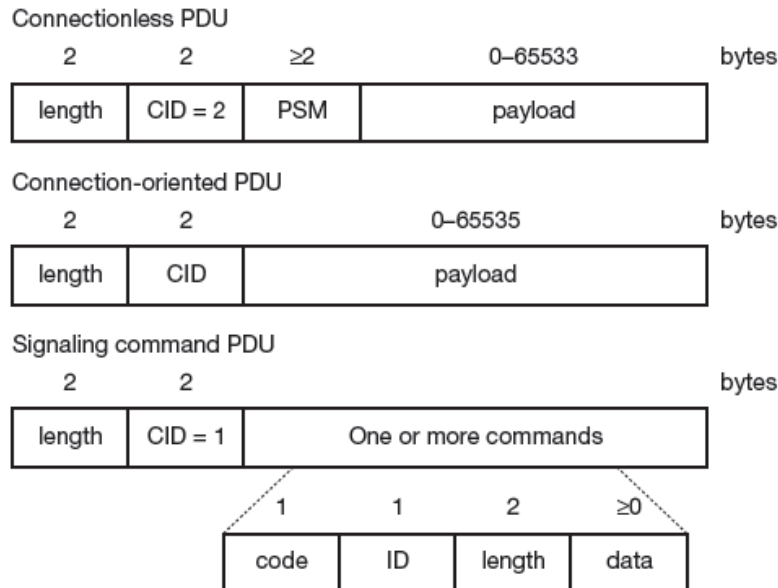 Connectionless PDU
2 2 ≥2 0–65533 bytes
length CID = 2 PSM payload
Connection-oriented PDU
2 2 0–65535 bytes
length CID payload
Signaling command PDU
2 2 bytes
length CID = 1 One or more commands
1 1 2 ≥0
code ID length data